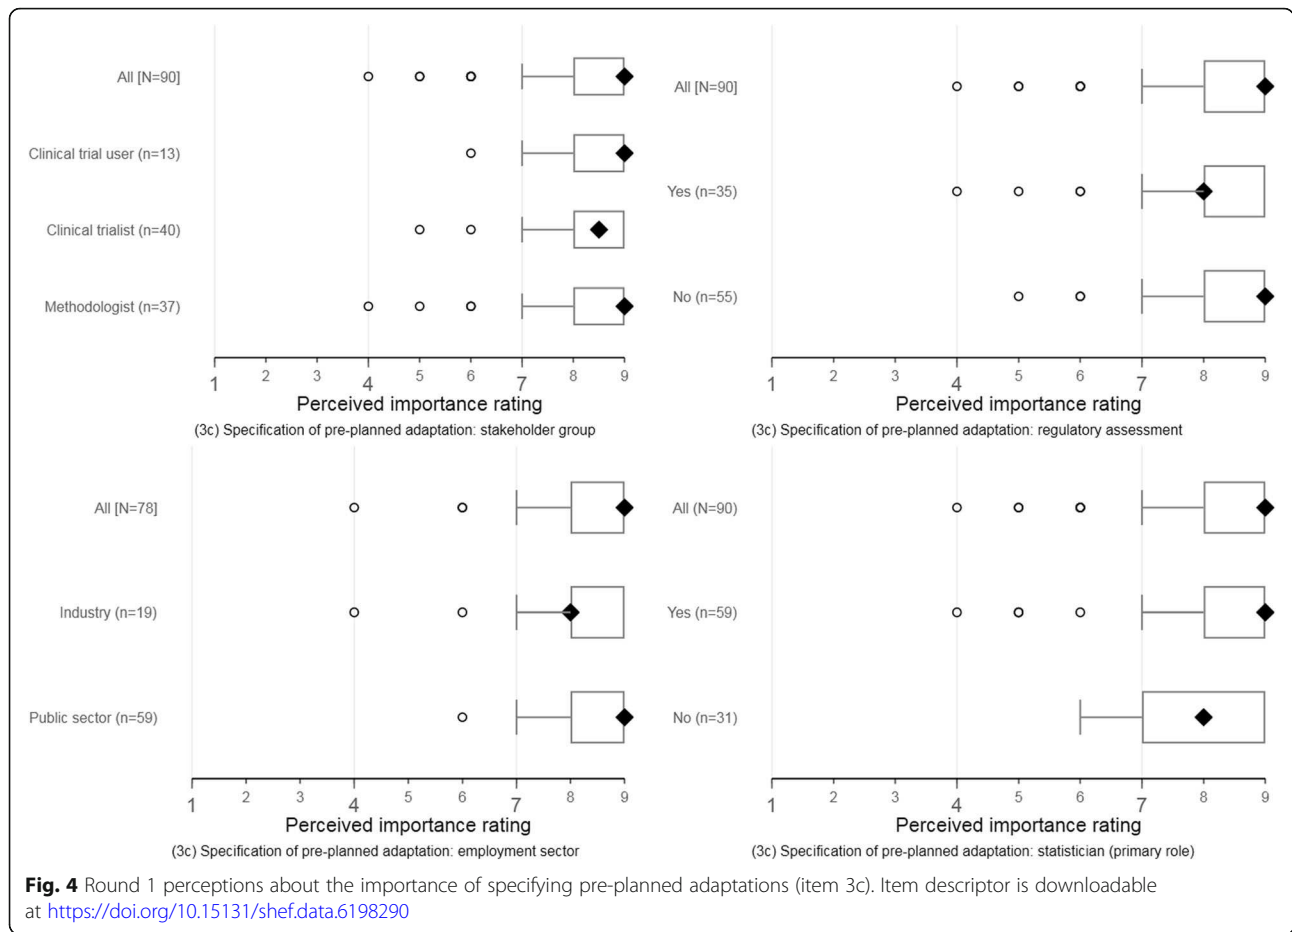 All [N=90]
Clinical trial user (n=13)
Clinical trialist (n=40)
Methodologist (n=37)
1 2 3 4 5 6 7 8 9
Perceived importance rating
(3c) Specification of pre-planned adaptation: stakeholder group
All [N=90]
Yes (n=35)
No (n=55)
1 2 3 4 5 6 7 8 9
Perceived importance rating
(3c) Specification of pre-planned adaptation: regulatory assessment
All [N=78]
Industry (n=19)
Public sector (n=59)
1 2 3 4 5 6 7 8 9
Perceived importance rating
(3c) Specification of pre-planned adaptation: employment sector
All (N=90)
Yes (n=59)
No (n=31)
1 2 3 4 5 6 7 8 9
Perceived importance rating
(3c) Specification of pre-planned adaptation: statistician (primary role)
Fig. 4 Round 1 perceptions about the importance of specifying pre-planned adaptations (item 3c). Item descriptor is downloadable
at https://doi.org/10.15131/shef.data.6198290